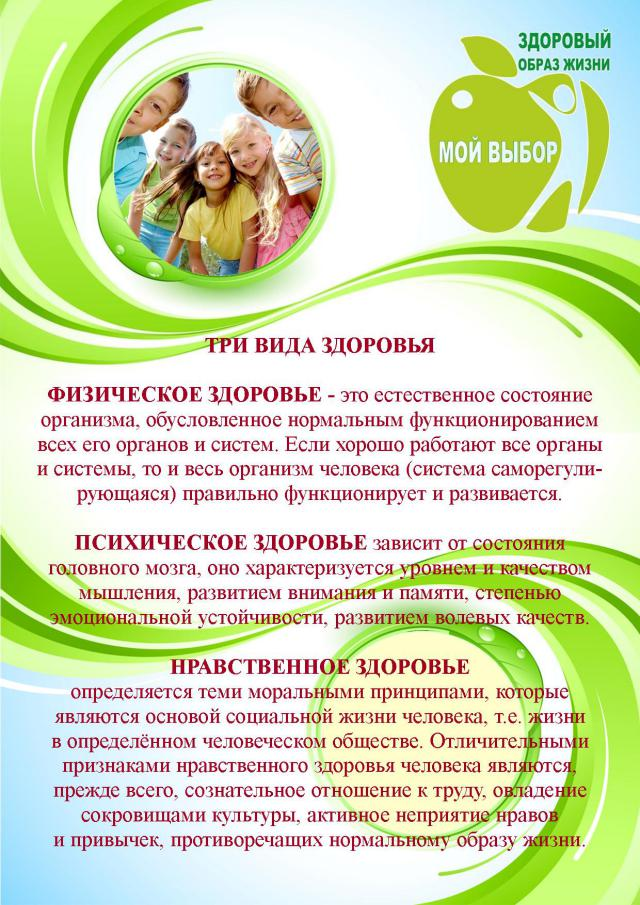 ЗДОРОВЫЙ
ОБРАЗ ЖИЗНИ
МОЙ ВЫБОР
ТРИ ВИДА ЗДОРОВЬЯ
ФИЗИЧЕСКОЕ ЗДОРОВЬЕ - это естественное состояние
организма, обусловленное нормальным функционированием
всех его органов и систем. Если хорошо работают все органы
и системы, то и весь организм человека (система саморегули-
рующаяся) правильно функционирует и развивается.
ПСИХИЧЕСКОЕ ЗДОРОВЬЕ зависит от состояния
головного мозга, оно характеризуется уровнем и качеством
мышления, развитием внимания и памяти, степенью
эмоциональной устойчивости, развитием волевых качеств.
НРАВСТВЕННОЕ ЗДОРОВЬЕ
определяется теми моральными принципами, которые
являются основой социальной жизни человека, т.е. жизни
в определённом человеческом обществе. Отличительными
признаками нравственного здоровья человека являются,
прежде всего, сознательное отношение к труду, овладение
сокровищами культуры, активное неприятие нравов
и привычек, противоречащих нормальному образу жизни.